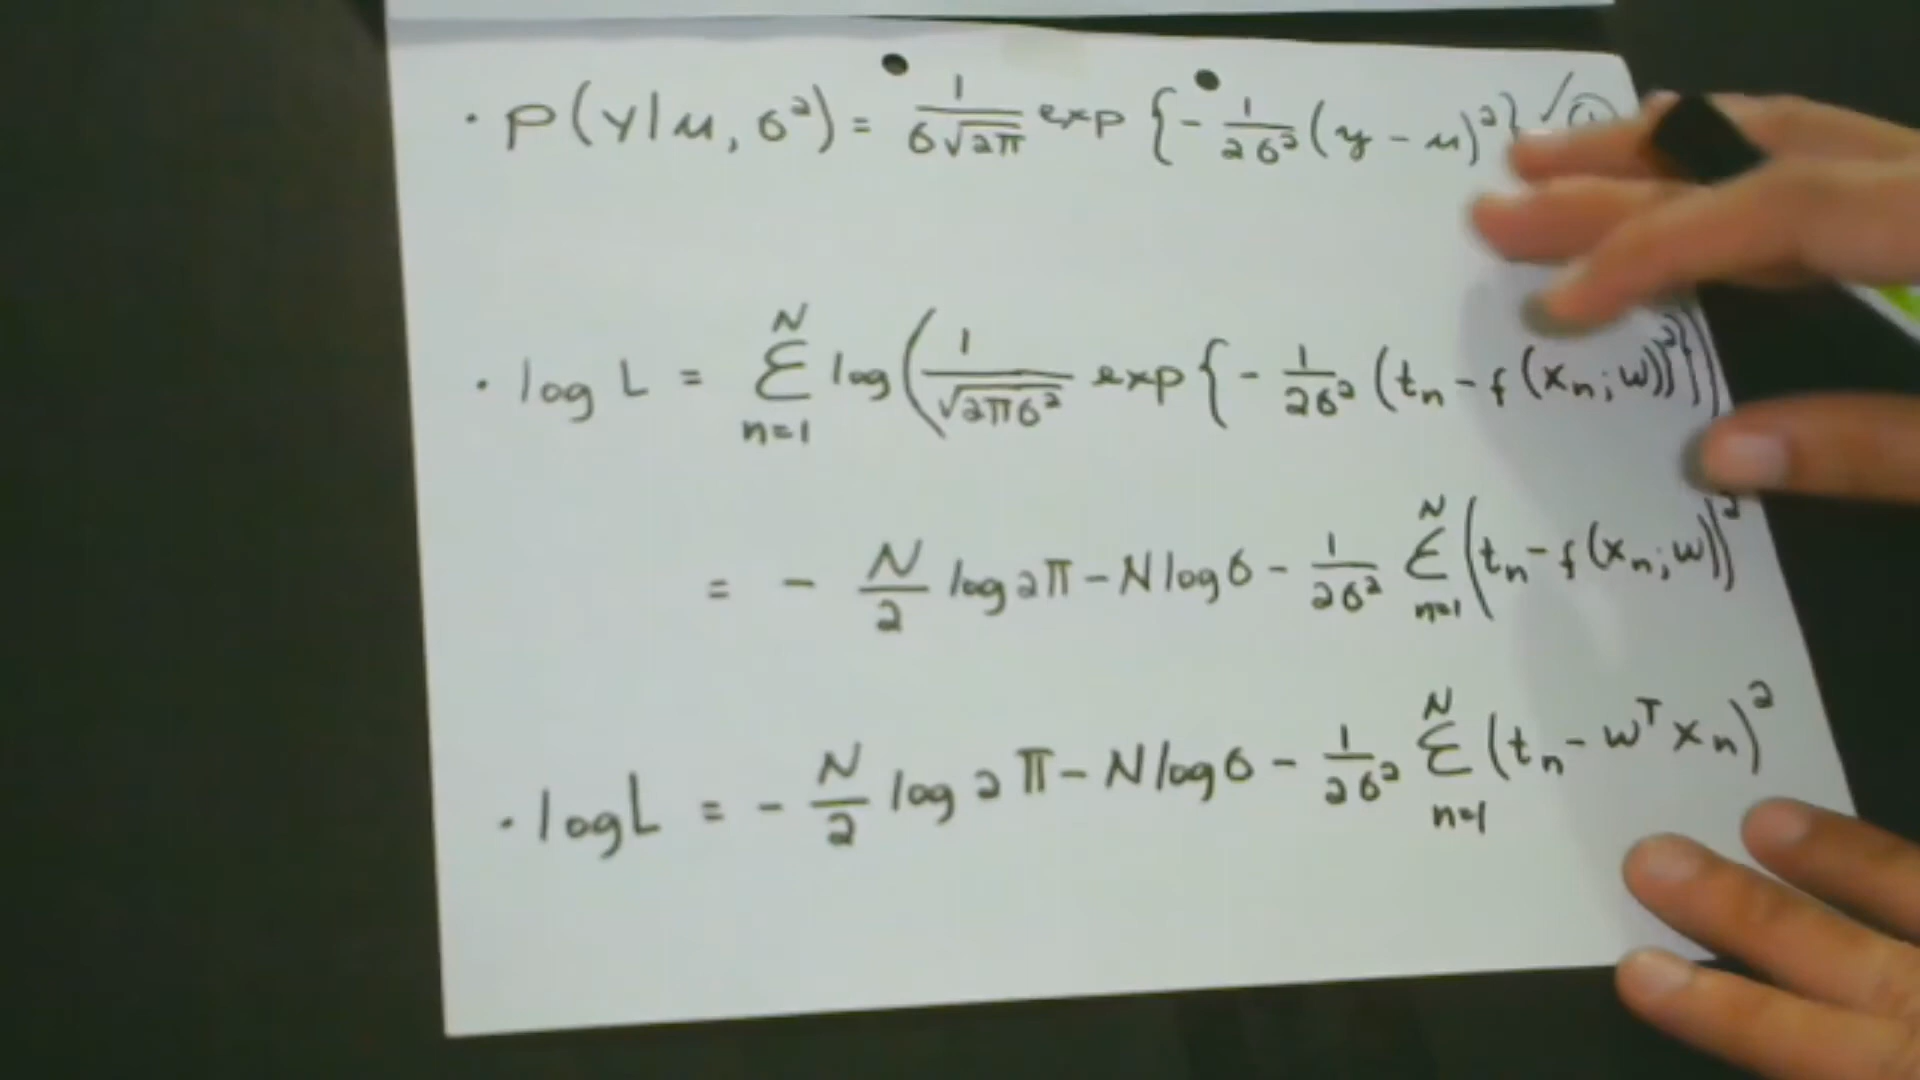 · p(y|μ, σ²) = 1/(σ√2π) exp {- 1/(2σ²) (y - μ)²} ✓ ①
· log L = Σ_{n=1}^{N} log(1/√(2πσ²) exp{- 1/(2σ²) (t_n - f(x_n; w))²})
= - N/2 log 2π - N log σ - 1/(2σ²) Σ_{n=1}^{N} (t_n - f(x_n; w))²
· log L = - N/2 log 2π - N log σ - 1/(2σ²) Σ_{n=1}^{N} (t_n - w^T x_n)²